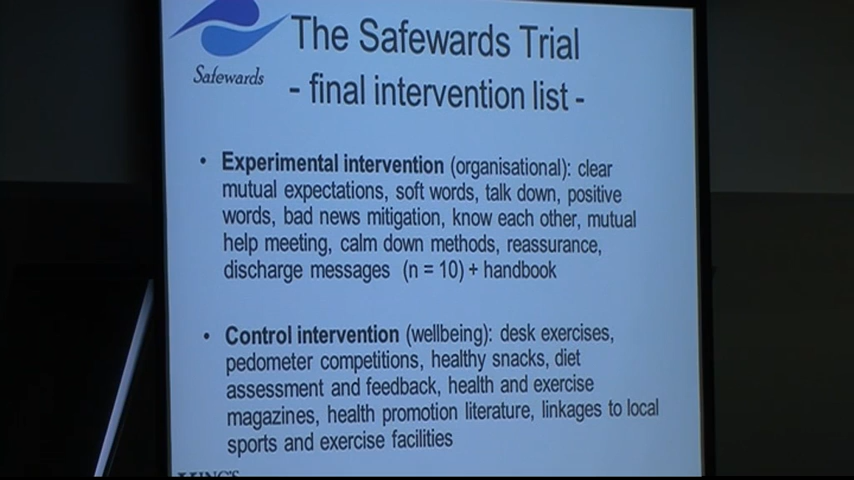 The Safewards Trial
Safewards
- final intervention list -
• Experimental intervention (organisational): clear
mutual expectations, soft words, talk down, positive
words, bad news mitigation, know each other, mutual
help meeting, calm down methods, reassurance,
discharge messages (n = 10) + handbook
• Control intervention (wellbeing): desk exercises,
pedometer competitions, healthy snacks, diet
assessment and feedback, health and exercise
magazines, health promotion literature, linkages to local
sports and exercise facilities